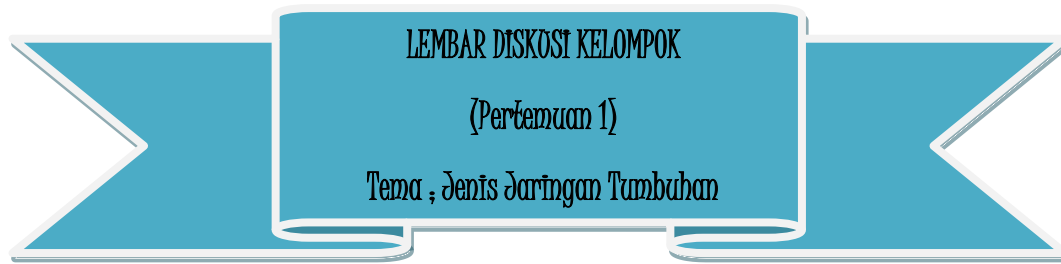 LEMBAR DISKUSI KELOMPOK
(Pertemuan 1)
Tema ; Jenis Jaringan Tumbuhan